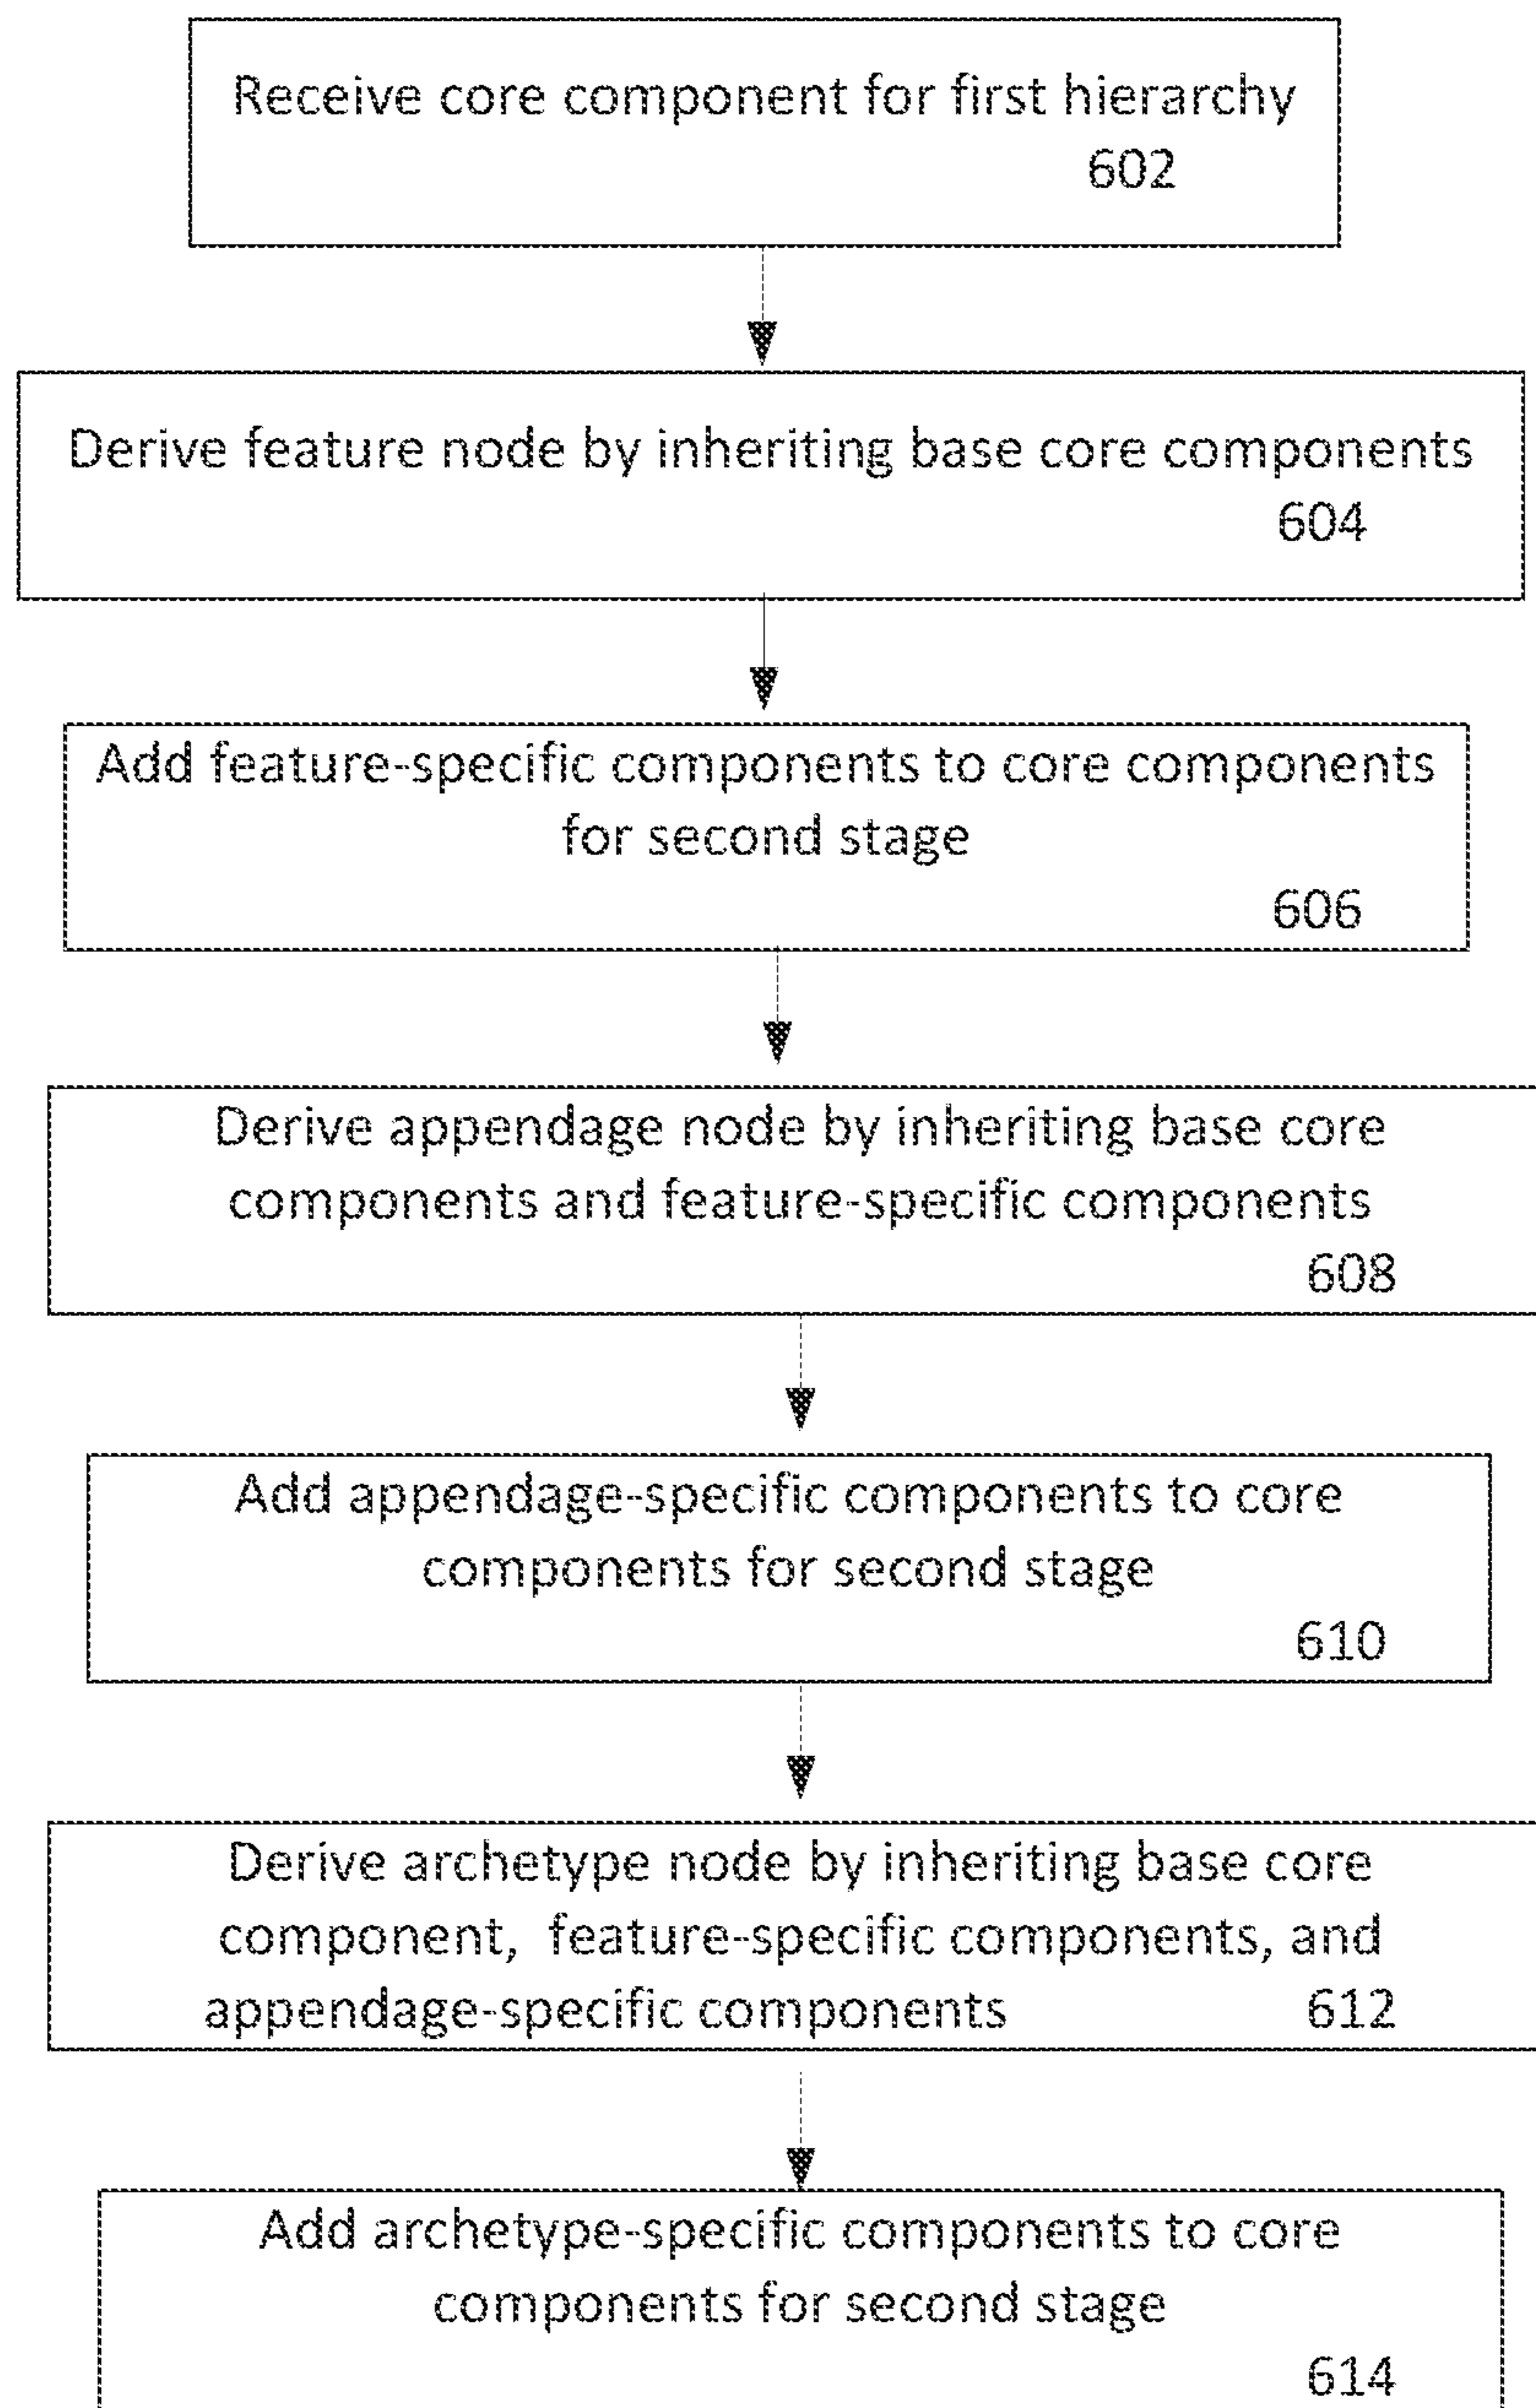 Receive core component for first hierarchy
602
Derive feature node by inheriting base core components
604
Add feature-specific components to core components
for second stage
606
Derive appendage node by inheriting base core
components and feature-specific components
608
Add appendage-specific components to core
components for second stage
610
Derive archetype node by inheriting base core
component, feature-specific components, and
appendage-specific components 612
Add archetype-specific components to core
components for second stage
614